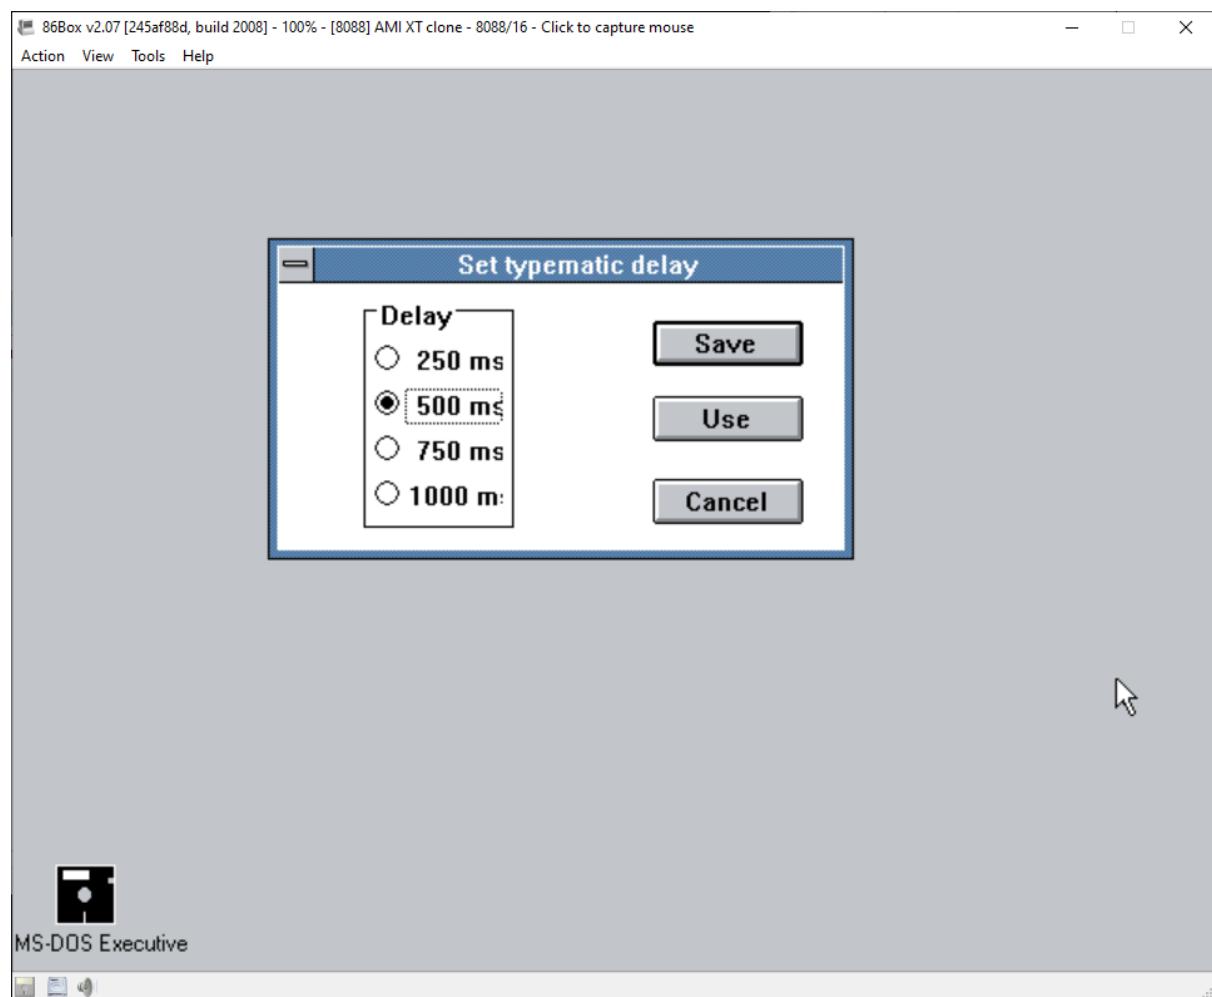 86Box v2.07 [245af88d, build 2008] - 100% - [8088] AMI XT clone - 8088/16 - Click to capture mouse
Action View Tools Help
Set typematic delay
Delay
250 ms
500 ms
750 ms
1000 m
Save
Use
Cancel
MS-DOS Executive